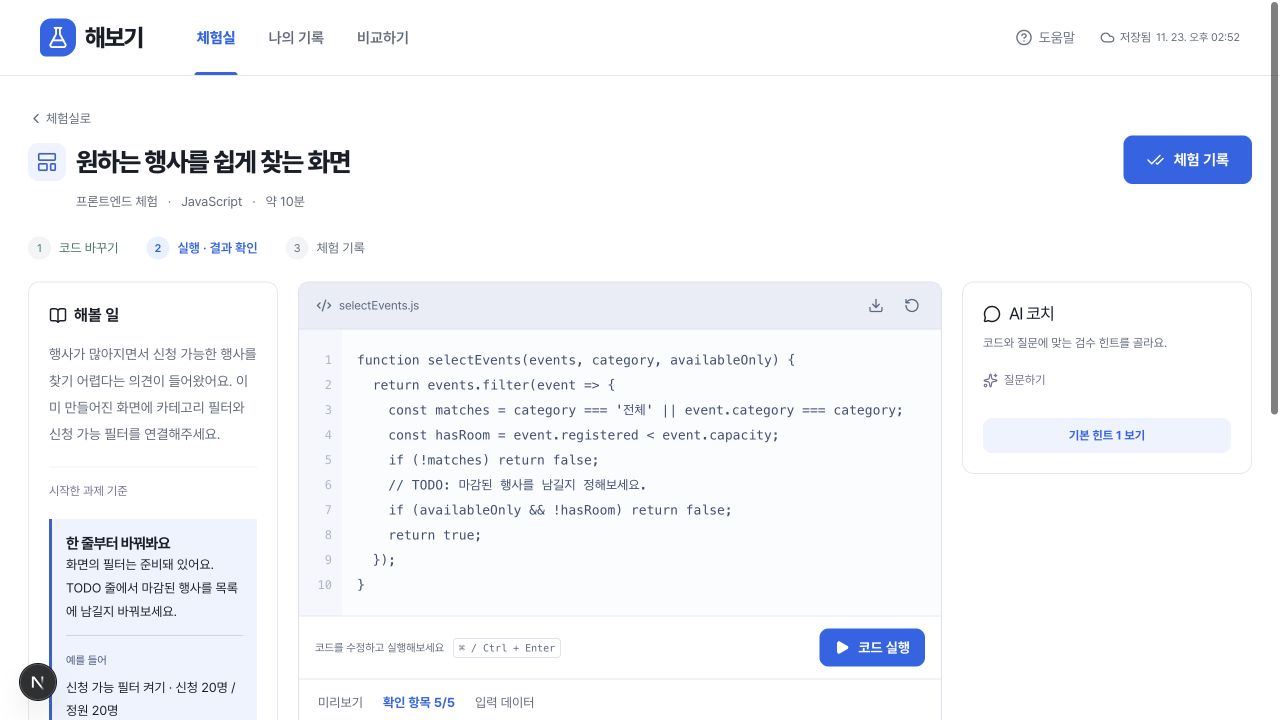 해보기
체험실
나의 기록
비교하기
도움말
저장됨 11. 23. 오후 02:52
체험실로
원하는 행사를 쉽게 찾는 화면
체험 기록
프론트엔드 체험 · JavaScript · 약 10분
1 코드 바꾸기
2 실행 · 결과 확인
3 체험 기록
해볼 일
행사가 많아지면서 신청 가능한 행사를
찾기 어렵다는 의견이 들어왔어요. 이
미 만들어진 화면에 카테고리 필터와
신청 가능 필터를 연결해주세요.
시작한 과제 기준
한 줄부터 바꿔봐요
화면의 필터는 준비돼 있어요.
TODO 줄에서 마감된 행사를 목록
에 남길지 바꿔보세요.
예를 들어
신청 가능 필터 켜기 · 신청 20명 /
정원 20명
N
selectEvents.js
1 function selectEvents(events, category, availableOnly) {
2 return events.filter(event => {
3 const matches = category === '전체' || event.category === category;
4 const hasRoom = event.registered < event.capacity;
5 if (!matches) return false;
6 // TODO: 마감된 행사를 남길지 정해보세요.
7 if (availableOnly && !hasRoom) return false;
8 return true;
9 });
10 }
코드를 수정하고 실행해보세요 ⌘ / Ctrl + Enter
코드 실행
미리보기
확인 항목 5/5
입력 데이터
AI 코치
코드와 질문에 맞는 검수 힌트를 골라요.
질문하기
기본 힌트 1 보기